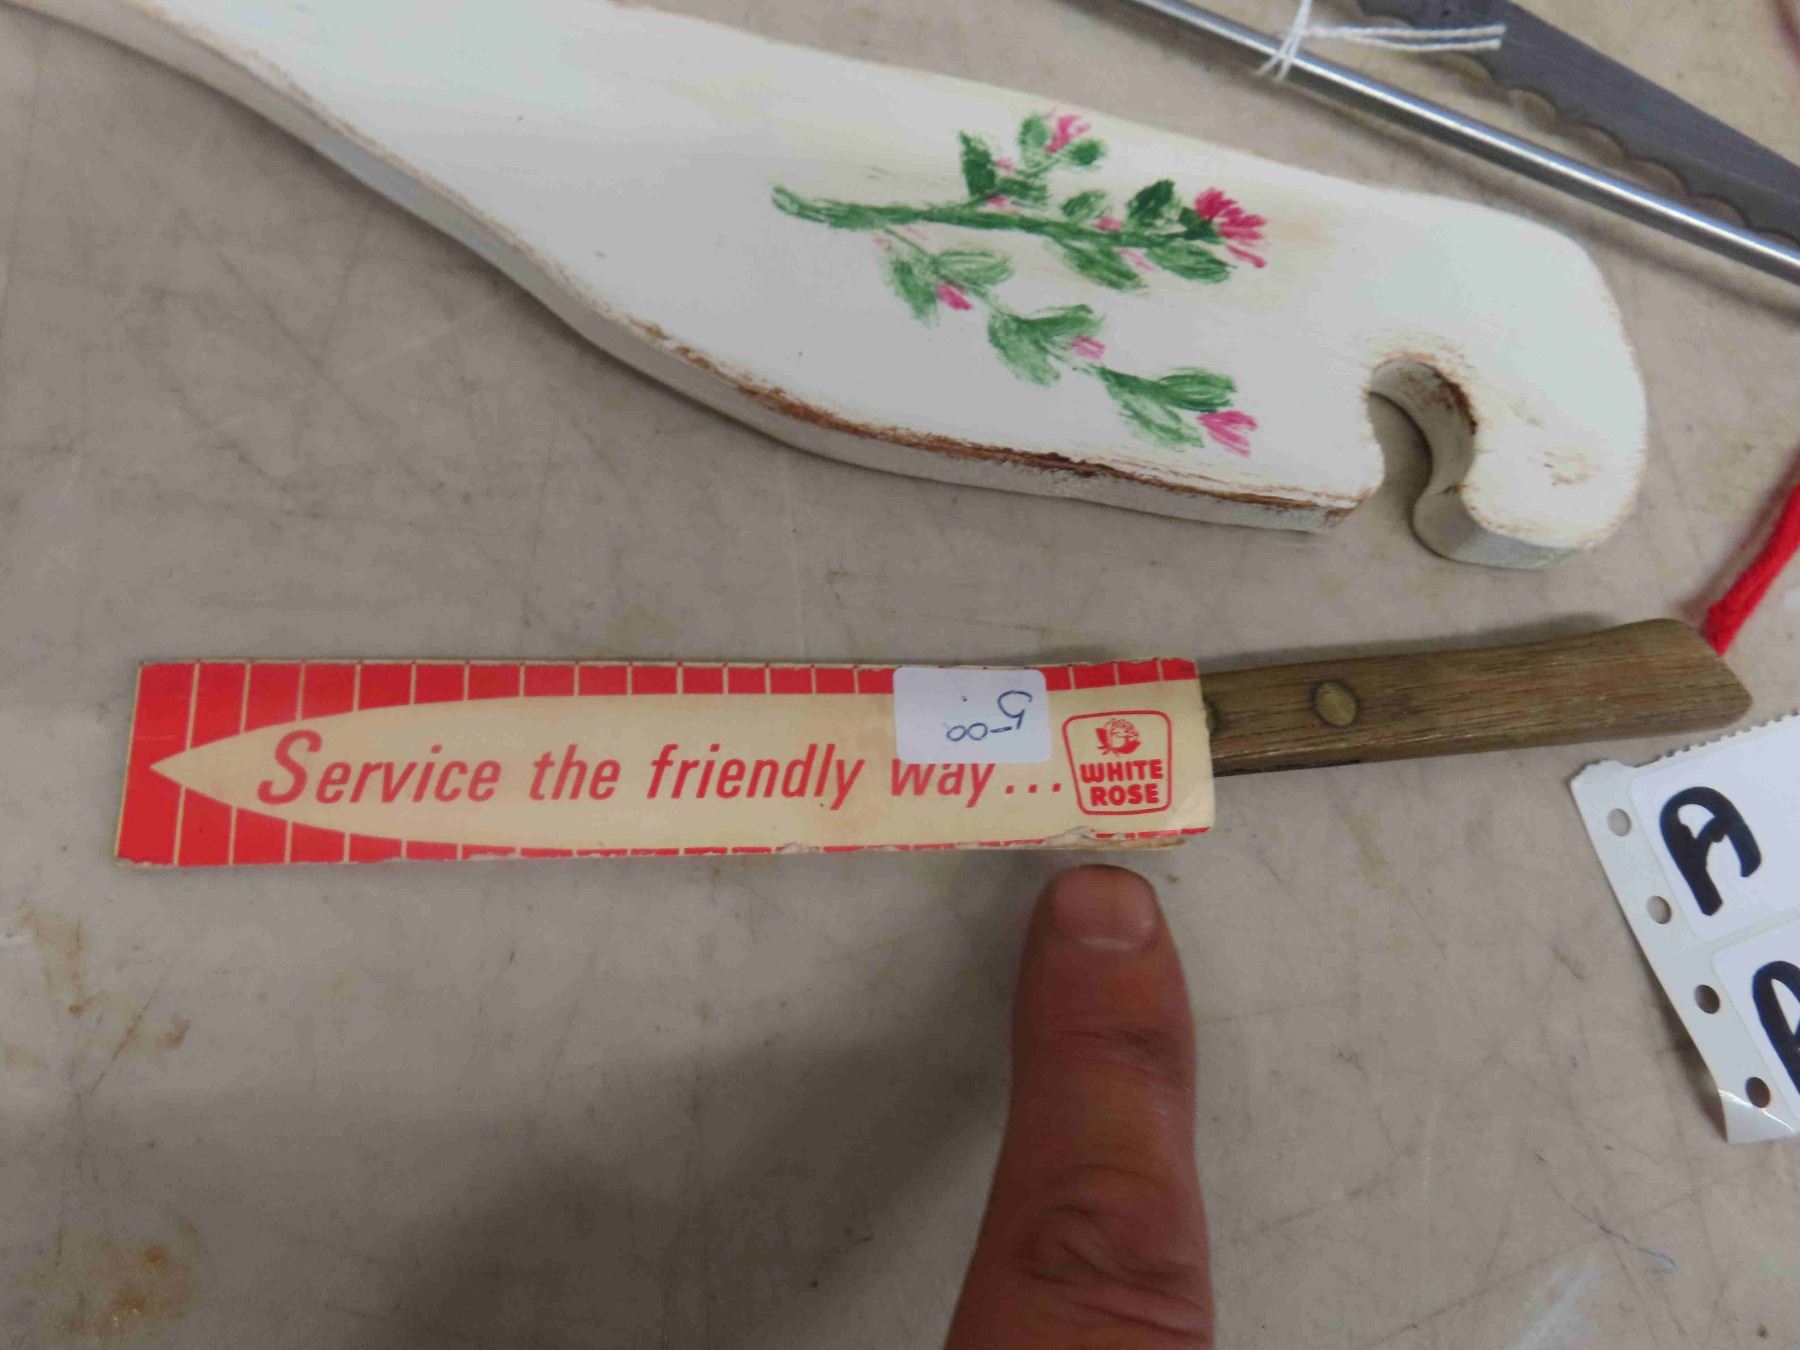 5-00
Service the friendly way...
WHITE
ROSE
A